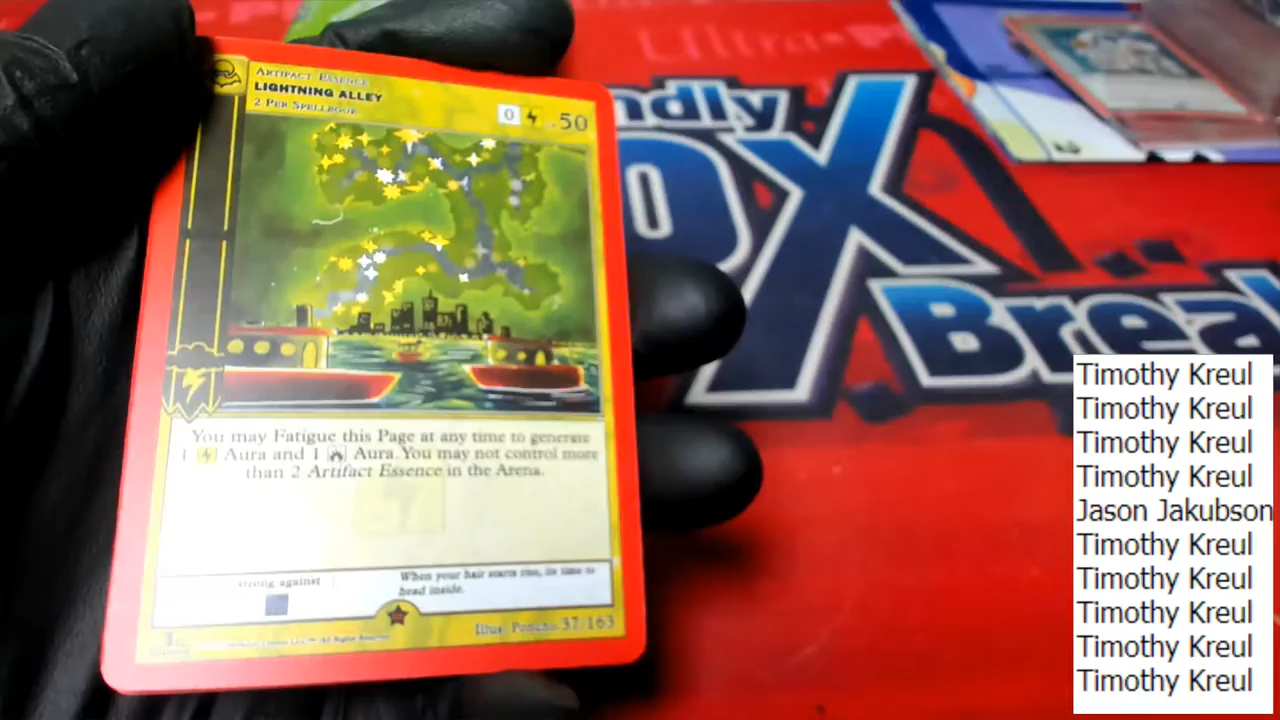 ARTIFACT ESSENCE
LIGHTNING ALLEY
2 PER SPELLBOOK
0
50
You may Fatigue this Page at any time to generate
1 Aura and 1 Aura. You may not control more
than 2 Artifact Essence in the Arena.
strong against
When your hair starts rise, its time to
head inside.
Illus. Poncho 37/163
Ultra
ndly
OX
Brea
Timothy Kreul
Timothy Kreul
Timothy Kreul
Timothy Kreul
Jason Jakubson
Timothy Kreul
Timothy Kreul
Timothy Kreul
Timothy Kreul
Timothy Kreul